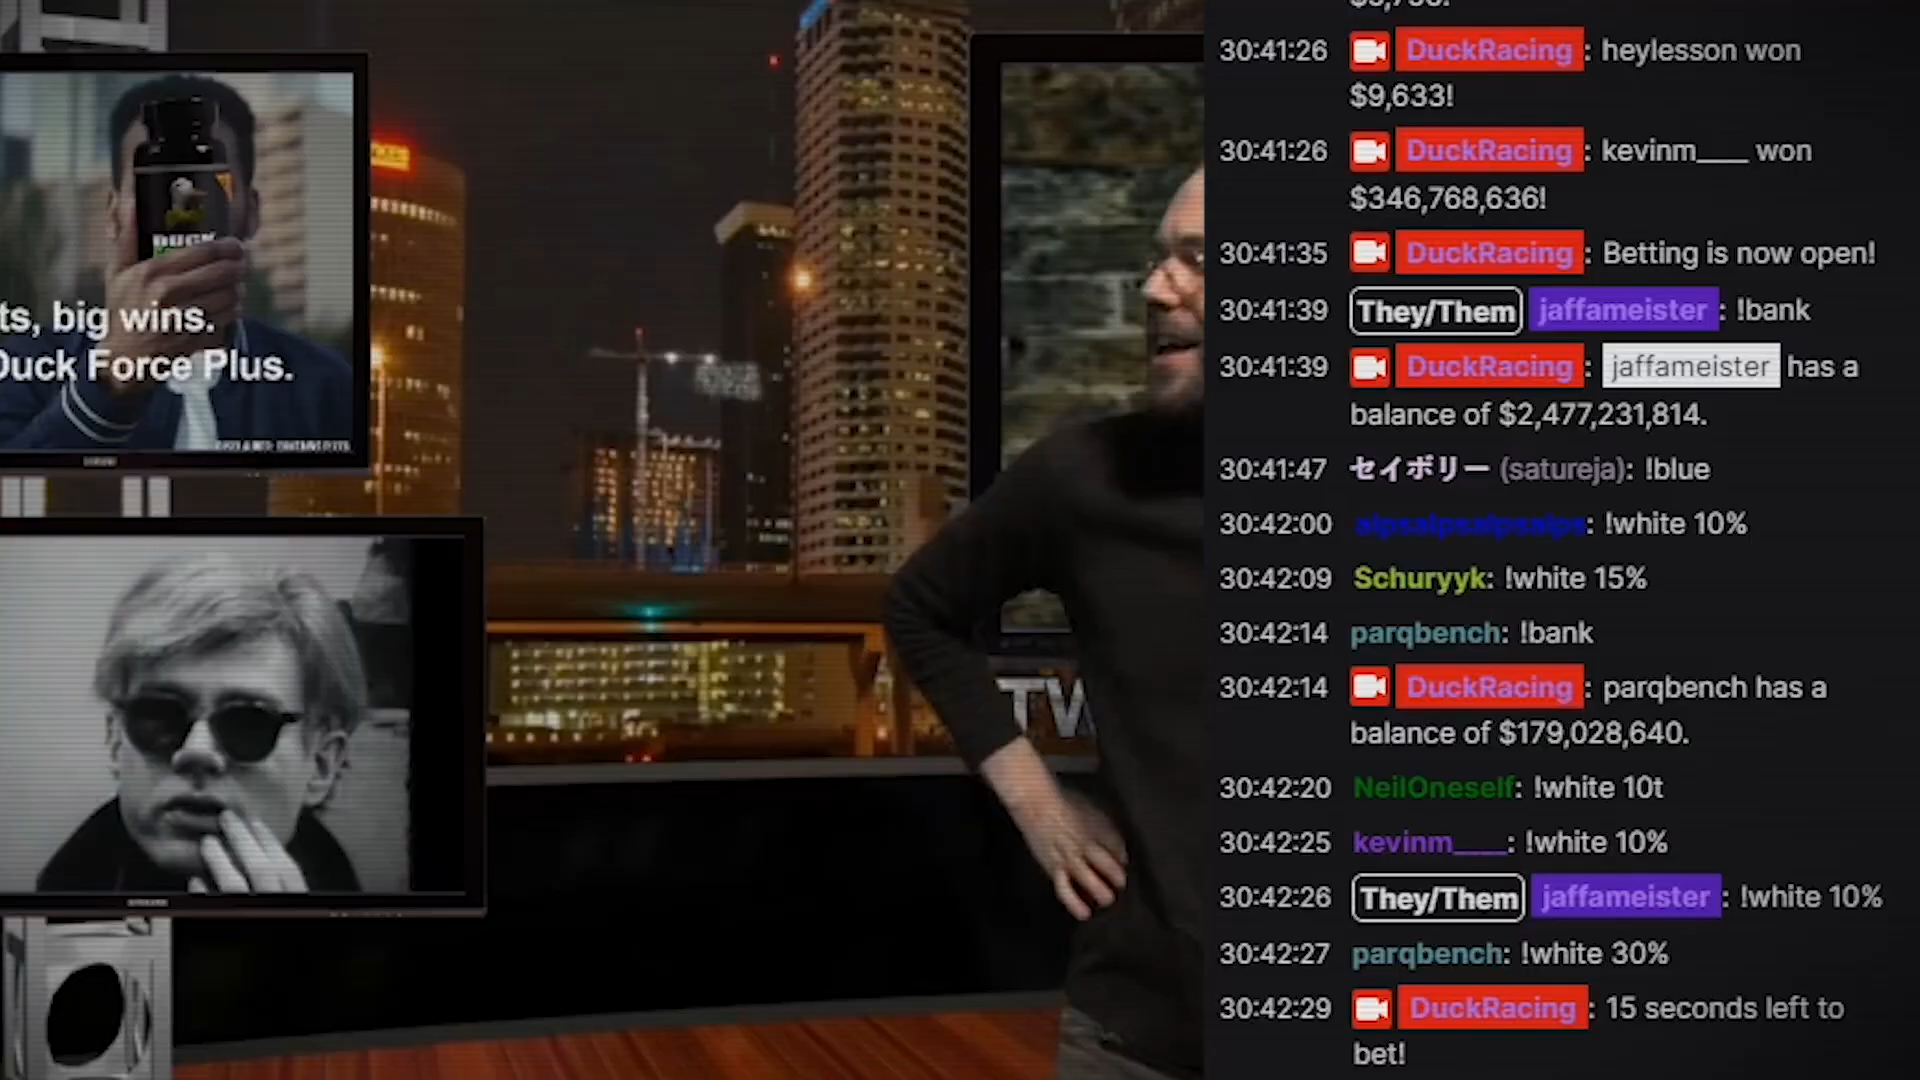 30:41:26 DuckRacing: heylesson won
$9,633!
30:41:26 DuckRacing: kevinm____ won
$346,768,636!
30:41:35 DuckRacing: Betting is now open!
30:41:39 They/Them jaffameister: !bank
30:41:39 DuckRacing: jaffameister has a
balance of $2,477,231,814.
30:41:47 セイボリー (satureja): !blue
30:42:00 alpsalpsalpsalps: !white 10%
30:42:09 Schuryyk: !white 15%
30:42:14 parqbench: !bank
30:42:14 DuckRacing: parqbench has a
balance of $179,028,640.
30:42:20 NeilOneself: !white 10t
30:42:25 kevinm____: !white 10%
30:42:26 They/Them jaffameister: !white 10%
30:42:27 parqbench: !white 30%
30:42:29 DuckRacing: 15 seconds left to
bet!
DUCK
ts, big wins.
Duck Force Plus.
TW